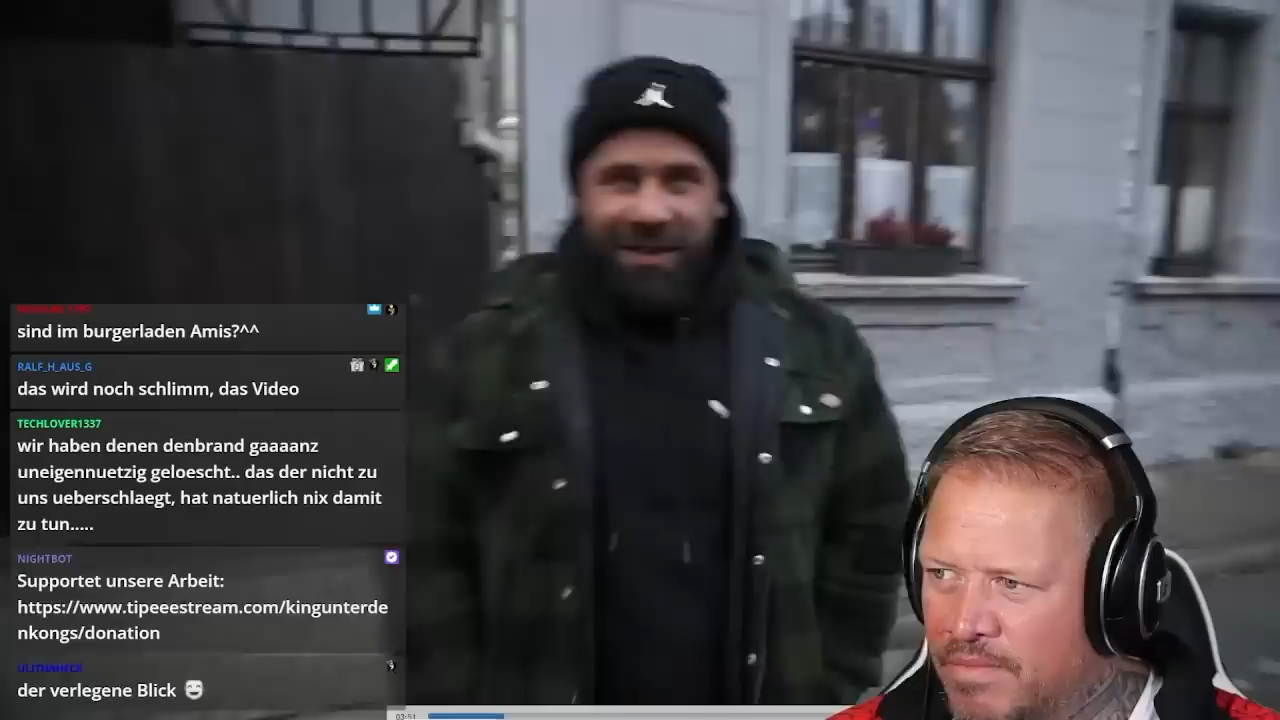 sind im burgerladen Amis?^^
RALF_H_AUS_G
das wird noch schlimm, das Video
TECHLOVER1337
wir haben denen denbrand gaaaanz
uneigennuetzig geloescht.. das der nicht zu
uns ueberschlaegt, hat natuerlich nix damit
zu tun.....
NIGHTBOT
Supportet unsere Arbeit:
https://www.tipeeestream.com/kingunterde
nkongs/donation
der verlegene Blick
03:51